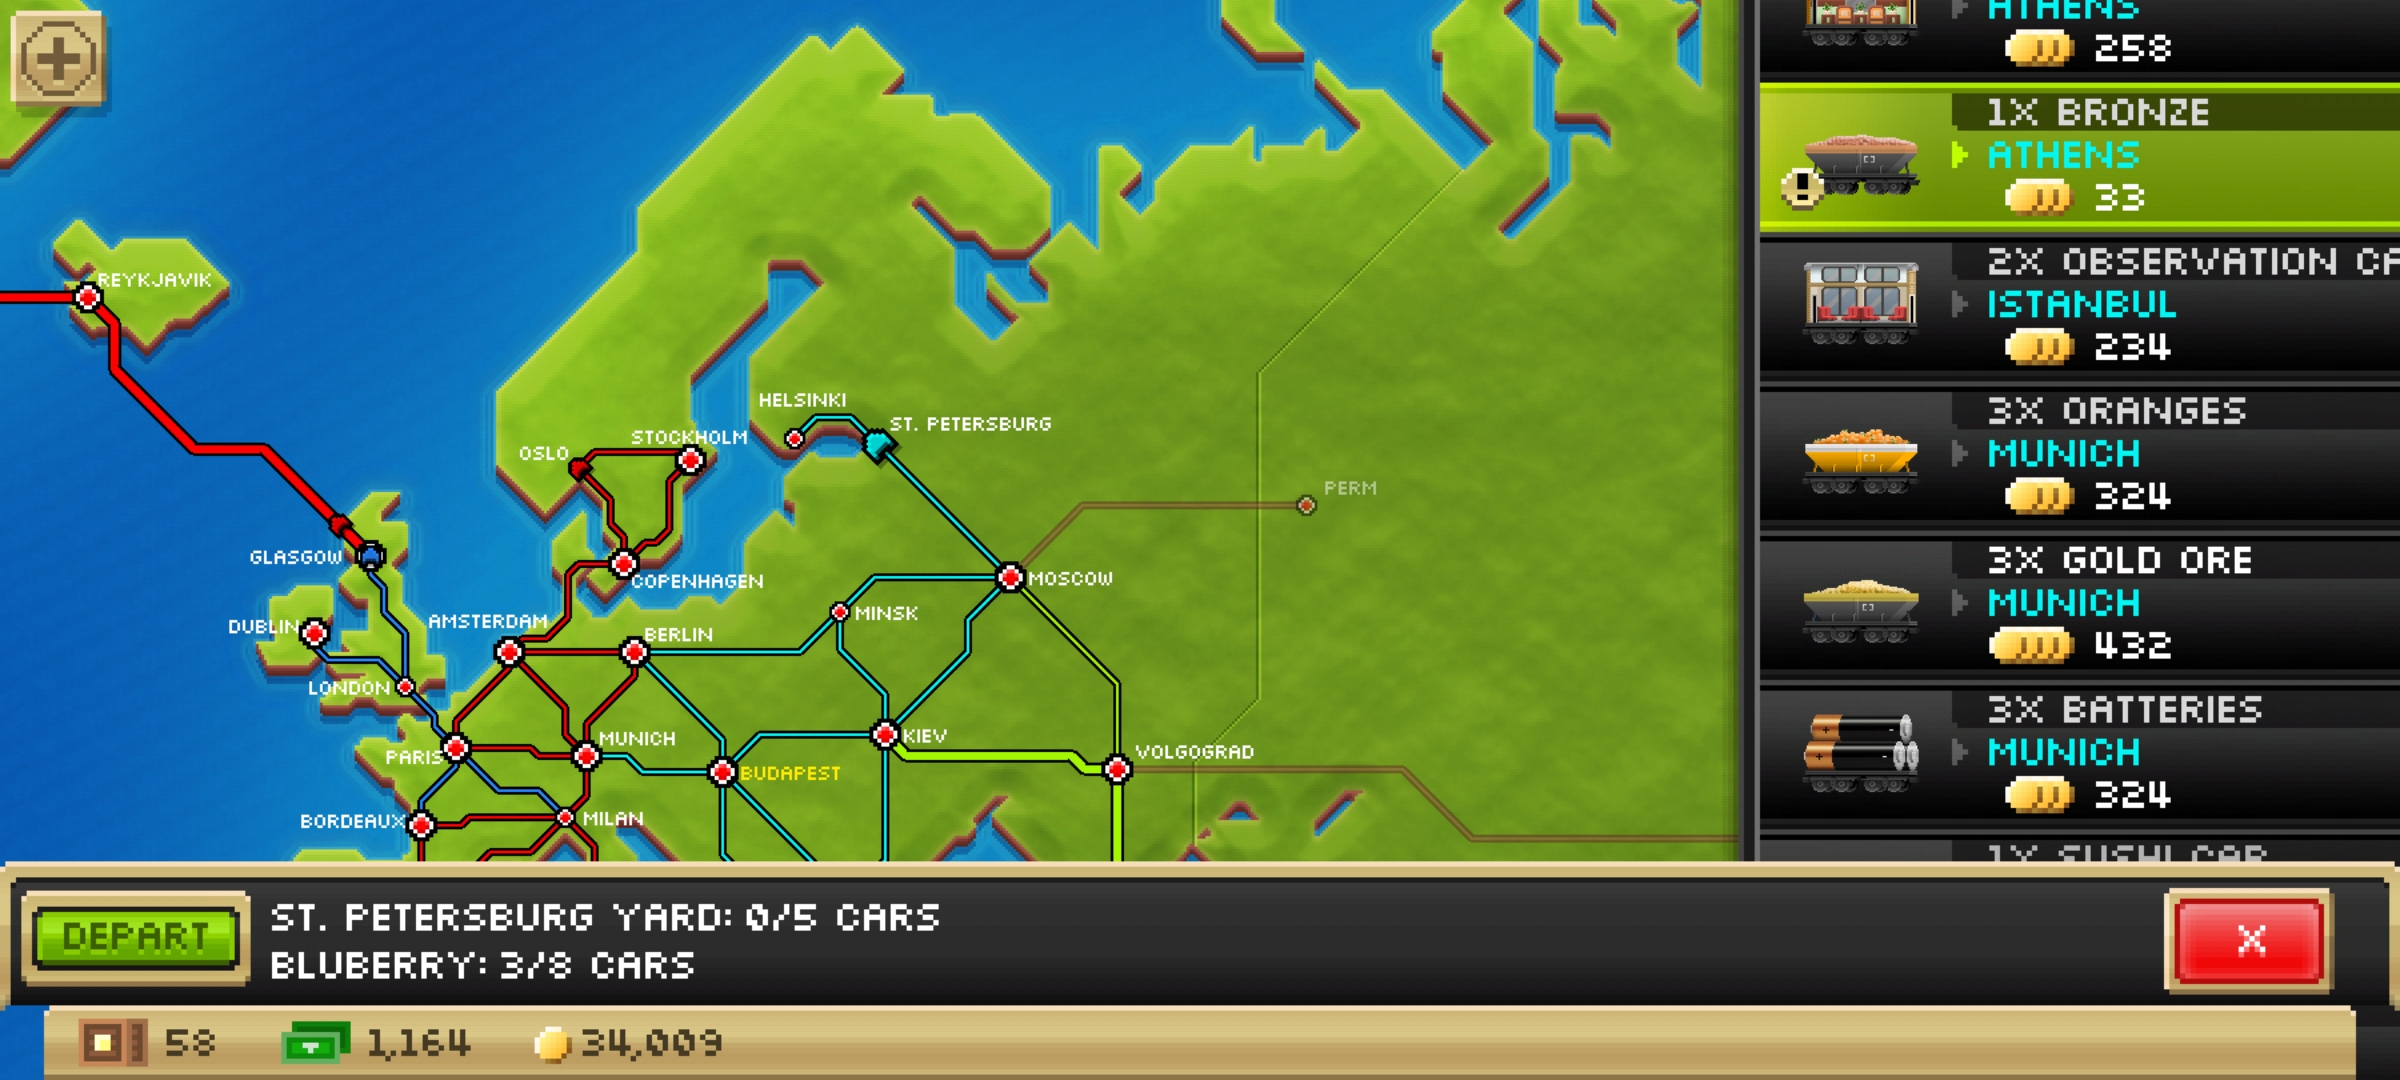 ATHENS
258
1X BRONZE
ATHENS
33
2X OBSERVATION CA
ISTANBUL
234
3X ORANGES
MUNICH
324
3X GOLD ORE
MUNICH
432
3X BATTERIES
MUNICH
324
1X SUSHI CAR
REYKJAVIK
HELSINKI
ST. PETERSBURG
STOCKHOLM
OSLO
PERM
GLASGOW
COPENHAGEN
MOSCOW
MINSK
DUBLIN
AMSTERDAM
BERLIN
LONDON
PARIS
MUNICH
KIEV
VOLGOGRAD
BUDAPEST
BORDEAUX
MILAN
DEPART
ST. PETERSBURG YARD: 0/5 CARS
BLUBERRY: 3/8 CARS
X
58
1,164
34,009